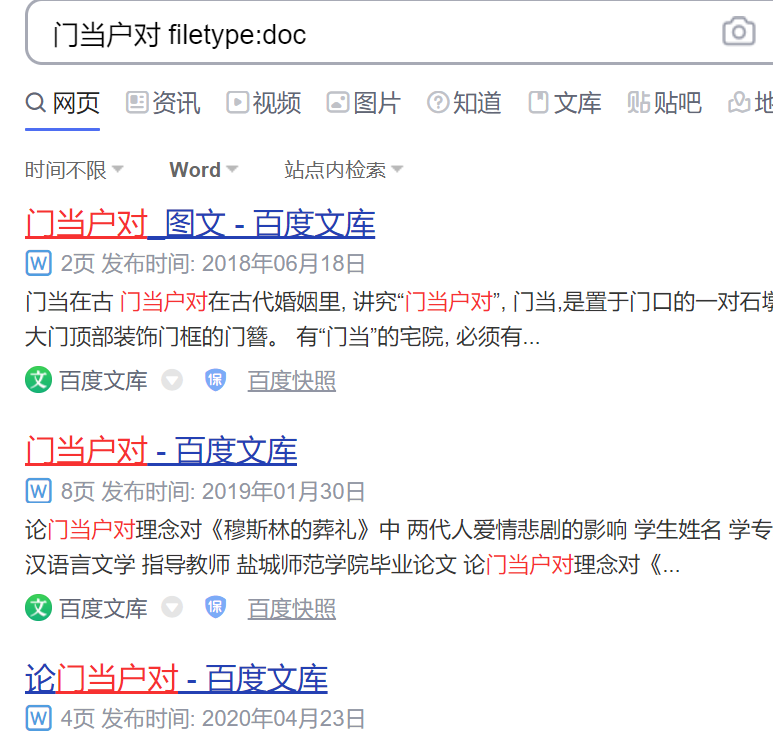 门当户对 filetype:doc
网页 资讯 视频 图片 知道 文库 贴 贴吧 地
时间不限 Word 站点内检索
门当户对_图文 - 百度文库
W 2页 发布时间: 2018年06月18日
门当在古 门当户对在古代婚姻里, 讲究“门当户对”, 门当,是置于门口的一对石墩
大门顶部装饰门框的门簪。 有“门当”的宅院, 必须有...
文 百度文库 保 百度快照
门当户对 - 百度文库
W 8页 发布时间: 2019年01月30日
论门当户对理念对《穆斯林的葬礼》中 两代人爱情悲剧的影响 学生姓名 学专
汉语言文学 指导教师 盐城师范学院毕业论文 论门当户对理念对《...
文 百度文库 保 百度快照
论门当户对 - 百度文库
W 4页 发布时间: 2020年04月23日